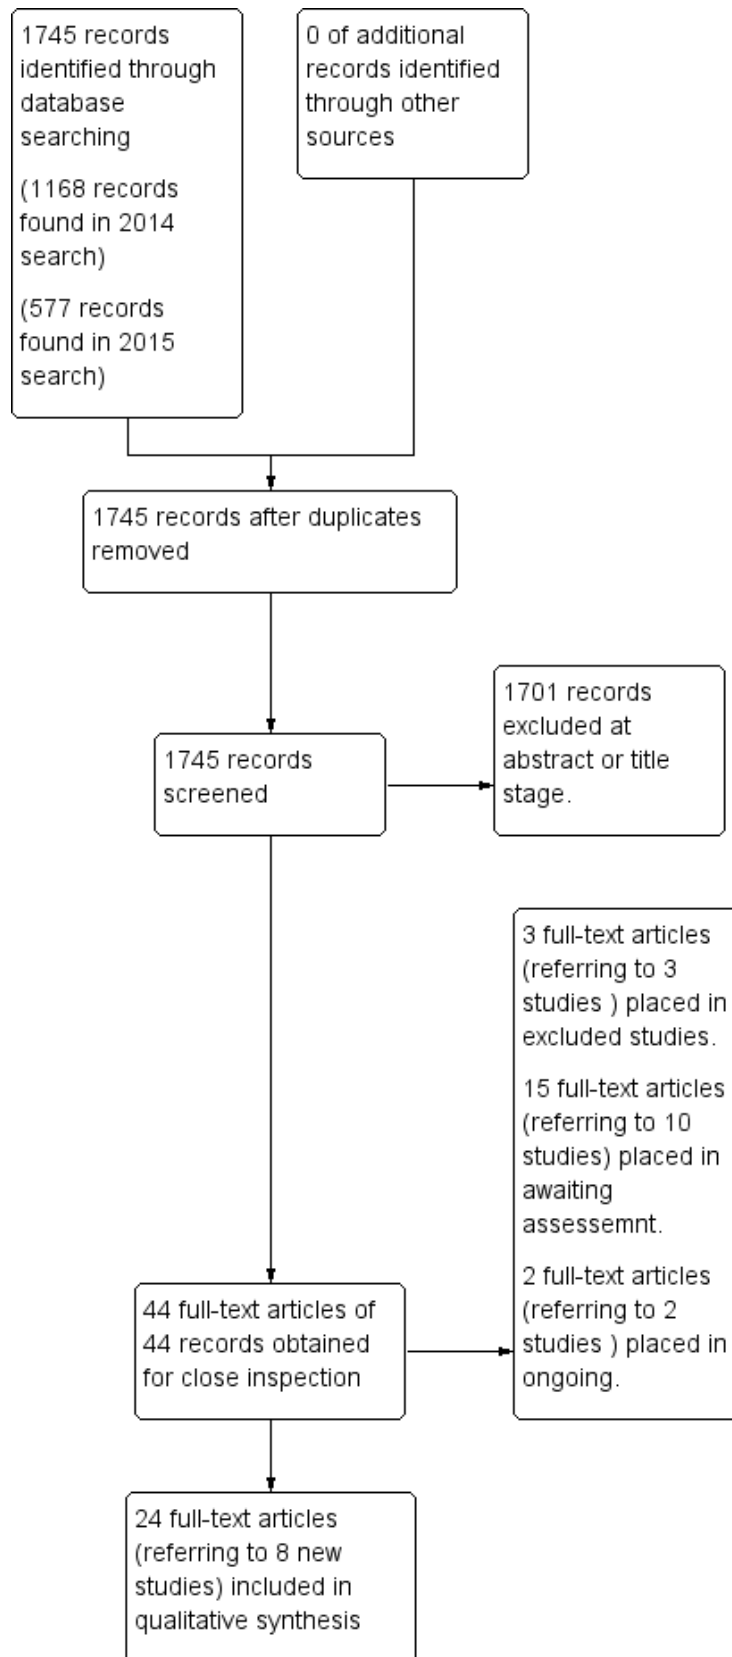 1745 records
identified through
database
searching
(1168 records
found in 2014
search)
(577 records
found in 2015
search)
0 of additional
records identified
through other
sources
1745 records after duplicates
removed
1745 records
screened
1701 records
excluded at
abstract or title
stage.
44 full-text articles of
44 records obtained
for close inspection
3 full-text articles
(referring to 3
studies ) placed in
excluded studies.
15 full-text articles
(referring to 10
studies) placed in
awaiting
assessemnt.
2 full-text articles
(referring to 2
studies ) placed in
ongoing.
24 full-text articles
(referring to 8 new
studies) included in
qualitative synthesis